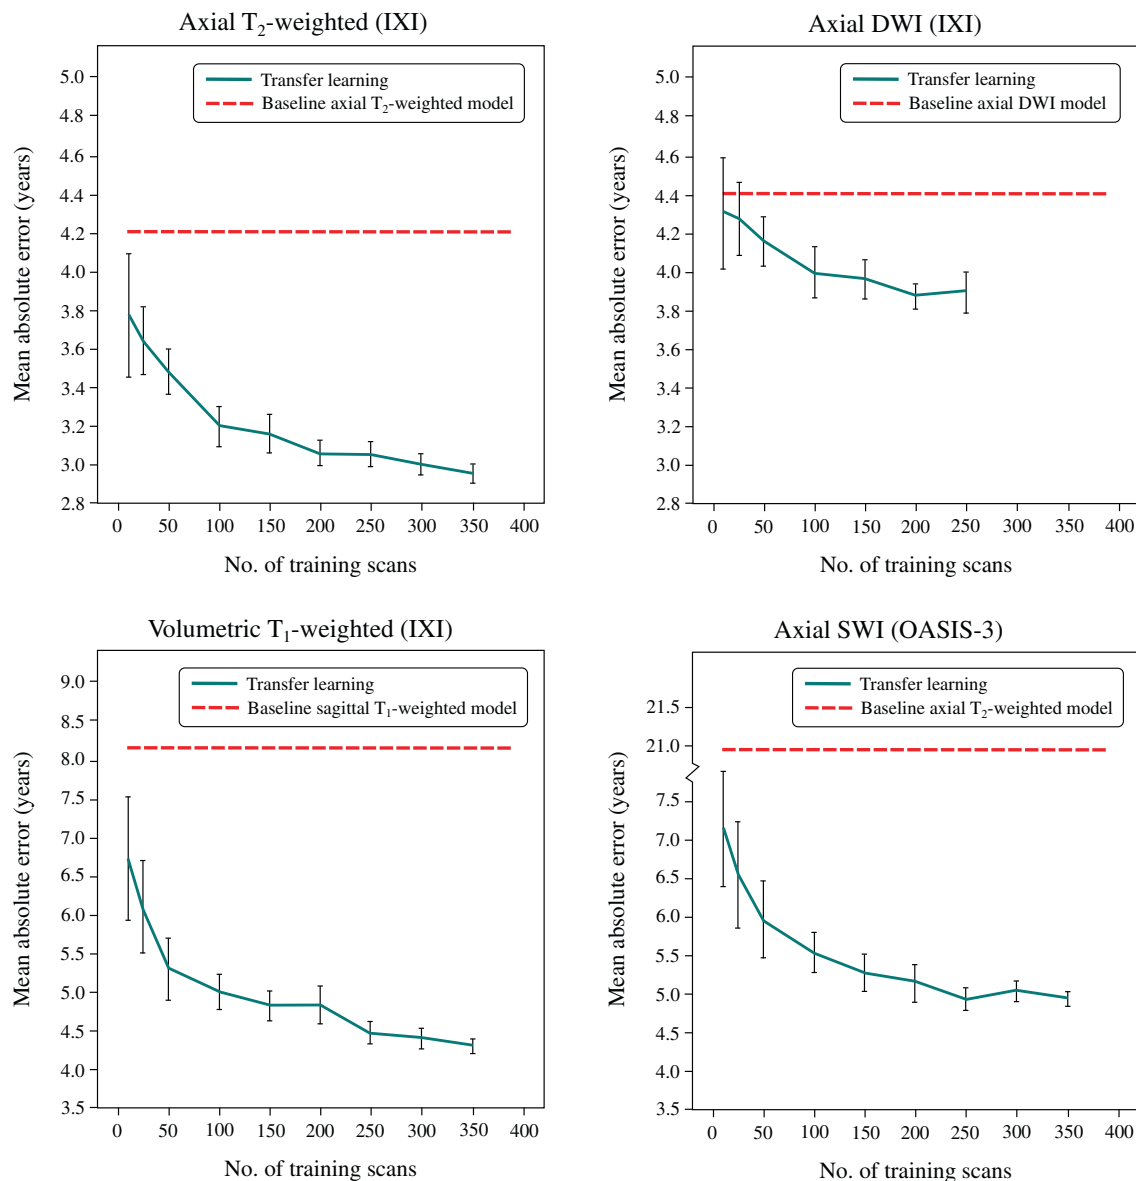 Axial T₂-weighted (IXI)
Transfer learning
Baseline axial T₂-weighted model
Mean absolute error (years)
5.0
4.8
4.6
4.4
4.2
4.0
3.8
3.6
3.4
3.2
3.0
2.8
0 50 100 150 200 250 300 350 400
No. of training scans
Axial DWI (IXI)
Transfer learning
Baseline axial DWI model
Mean absolute error (years)
5.0
4.8
4.6
4.4
4.2
4.0
3.8
3.6
3.4
3.2
3.0
2.8
0 50 100 150 200 250 300 350 400
No. of training scans
Volumetric T₁-weighted (IXI)
Transfer learning
Baseline sagittal T₁-weighted model
Mean absolute error (years)
9.0
8.5
8.0
7.5
7.0
6.5
6.0
5.5
5.0
4.5
4.0
3.5
0 50 100 150 200 250 300 350 400
No. of training scans
Axial SWI (OASIS-3)
Transfer learning
Baseline axial T₂-weighted model
Mean absolute error (years)
21.5
21.0
7.5
7.0
6.5
6.0
5.5
5.0
4.5
4.0
3.5
0 50 100 150 200 250 300 350 400
No. of training scans